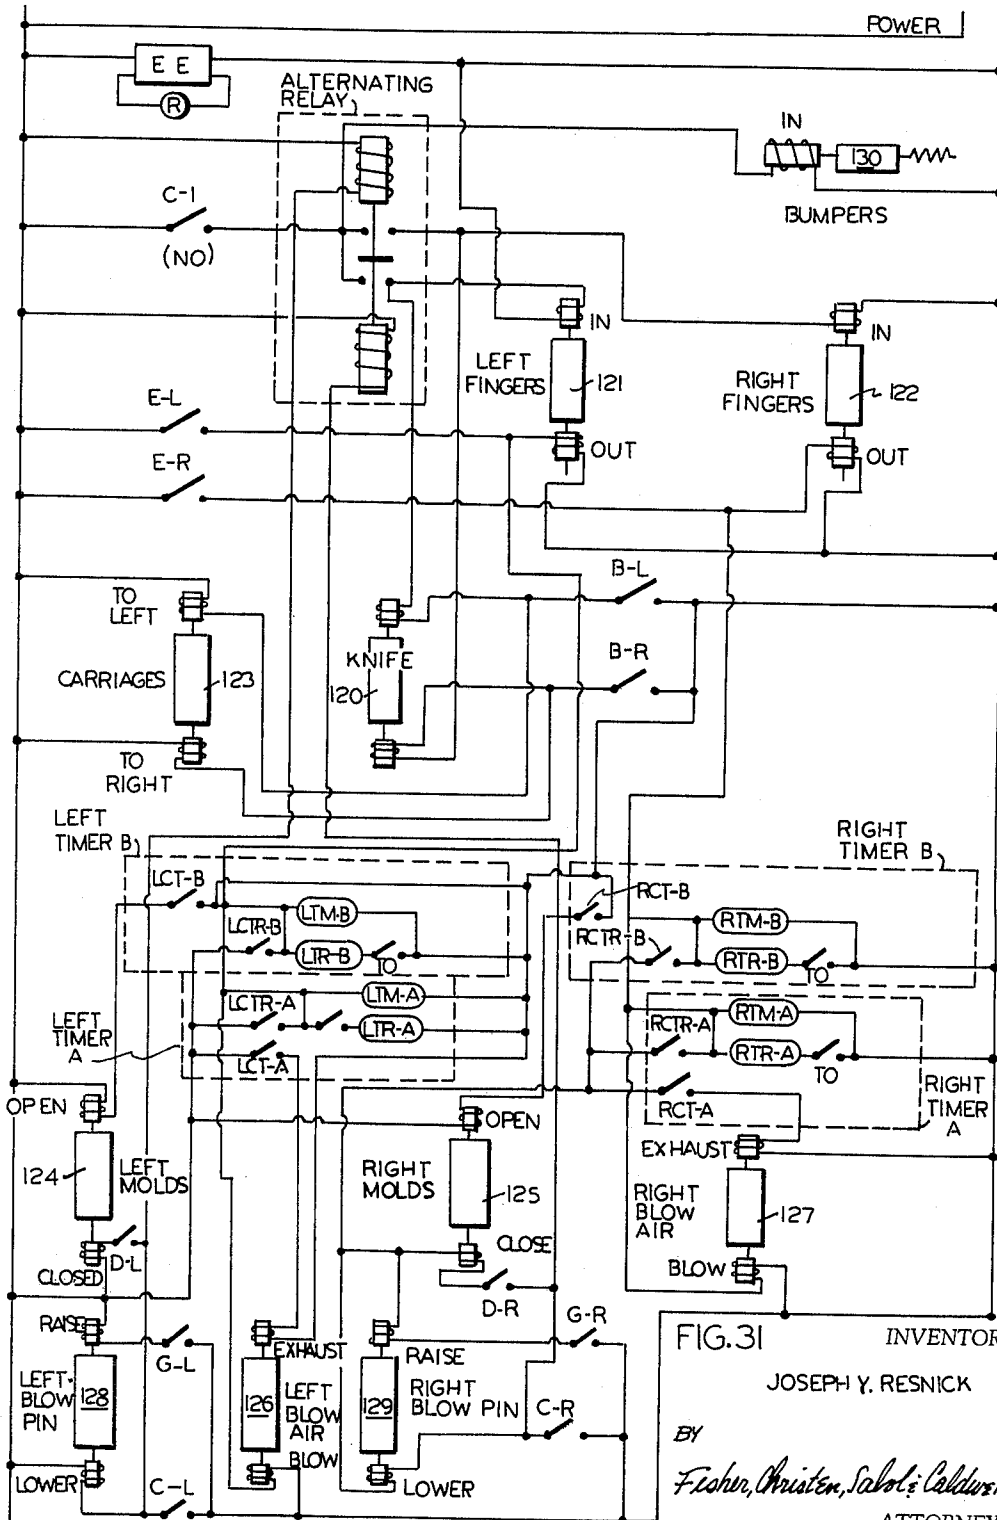 POWER
E E
R
ALTERNATING
RELAY
IN
130
BUMPERS
C-1
(NO)
IN
LEFT
FINGERS
121
IN
RIGHT
FINGERS
122
E-L
OUT
OUT
E-R
TO
LEFT
B-L
KNIFE
B-R
CARRIAGES
123
120
TO
RIGHT
LEFT
TIMER B
RIGHT
TIMER B
LCT-B
RCT-B
LTM-B
LCTR-B
RTM-B
RCTR-B
LTR-B
TO
RTR-B
TO
LCTR-A
LTM-A
RTM-A
LEFT
TIMER
A
LTR-A
RCTR-A
RTR-A
LCT-A
TO
RCT-A
RIGHT
TIMER
A
OPEN
OPEN
EXHAUST
124
LEFT
MOLDS
RIGHT
MOLDS
125
RIGHT
BLOW
AIR
127
D-L
CLOSE
CLOSED
BLOW
D-R
RAISE
G-R
FIG.31
INVENTOR
G-L
EXHAUST
RAISE
LEFT
BLOW
PIN
128
126
LEFT
BLOW
AIR
BLOW
129
RIGHT
BLOW PIN
JOSEPH Y. RESNICK
C-R
BY
LOWER
C-L
LOWER
Fisher, Christen, Sabol & Caldwel
ATTORNEY